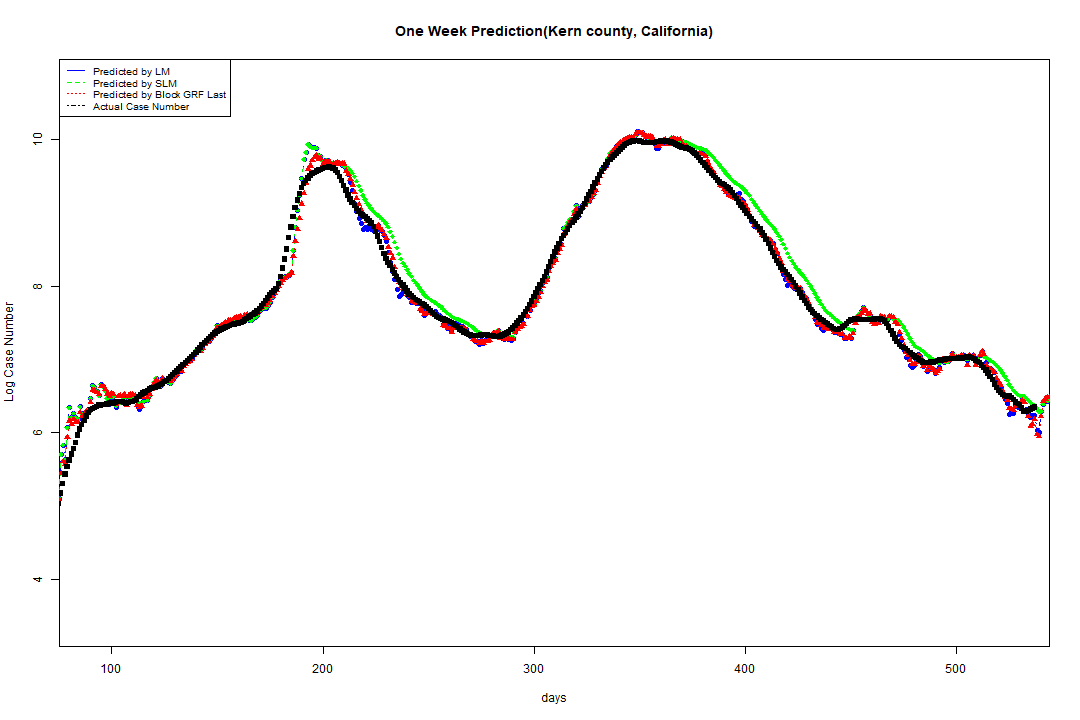 One Week Prediction(Kern county, California)
Predicted by LM
Predicted by SLM
Predicted by Block GRF Last
Actual Case Number
10
8
6
4
Log Case Number
100 200 300 400 500
days